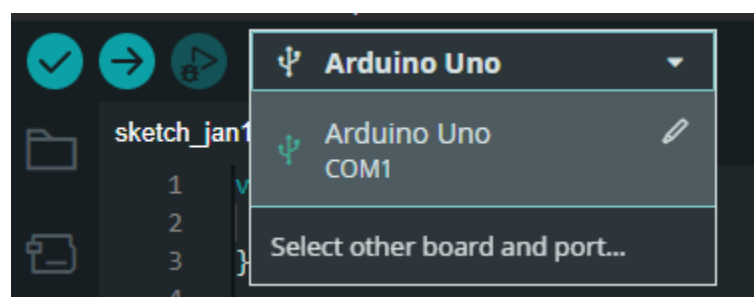 Arduino Uno
sketch_jan1
Arduino Uno
COM1
1
2
3 }
Select other board and port...